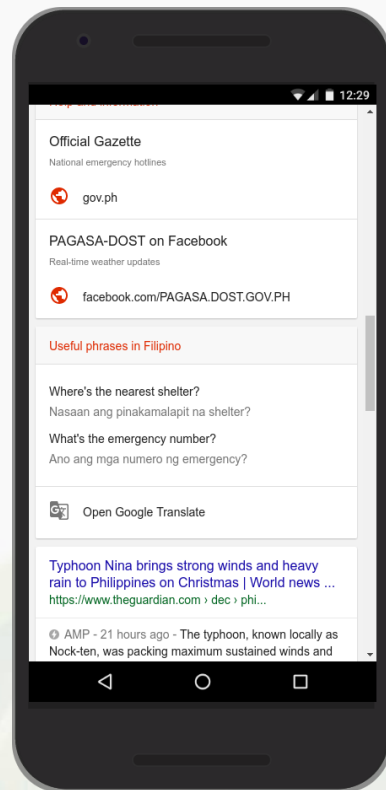 12:29
Help and information
Official Gazette
National emergency hotlines
gov.ph
PAGASA-DOST on Facebook
Real-time weather updates
facebook.com/PAGASA.DOST.GOV.PH
Useful phrases in Filipino
Where's the nearest shelter?
Nasaan ang pinakamalapit na shelter?
What's the emergency number?
Ano ang mga numero ng emergency?
Open Google Translate
Typhoon Nina brings strong winds and heavy
rain to Philippines on Christmas | World news ...
https://www.theguardian.com › dec › phi...
AMP - 21 hours ago - The typhoon, known locally as
Nock-ten, was packing maximum sustained winds and